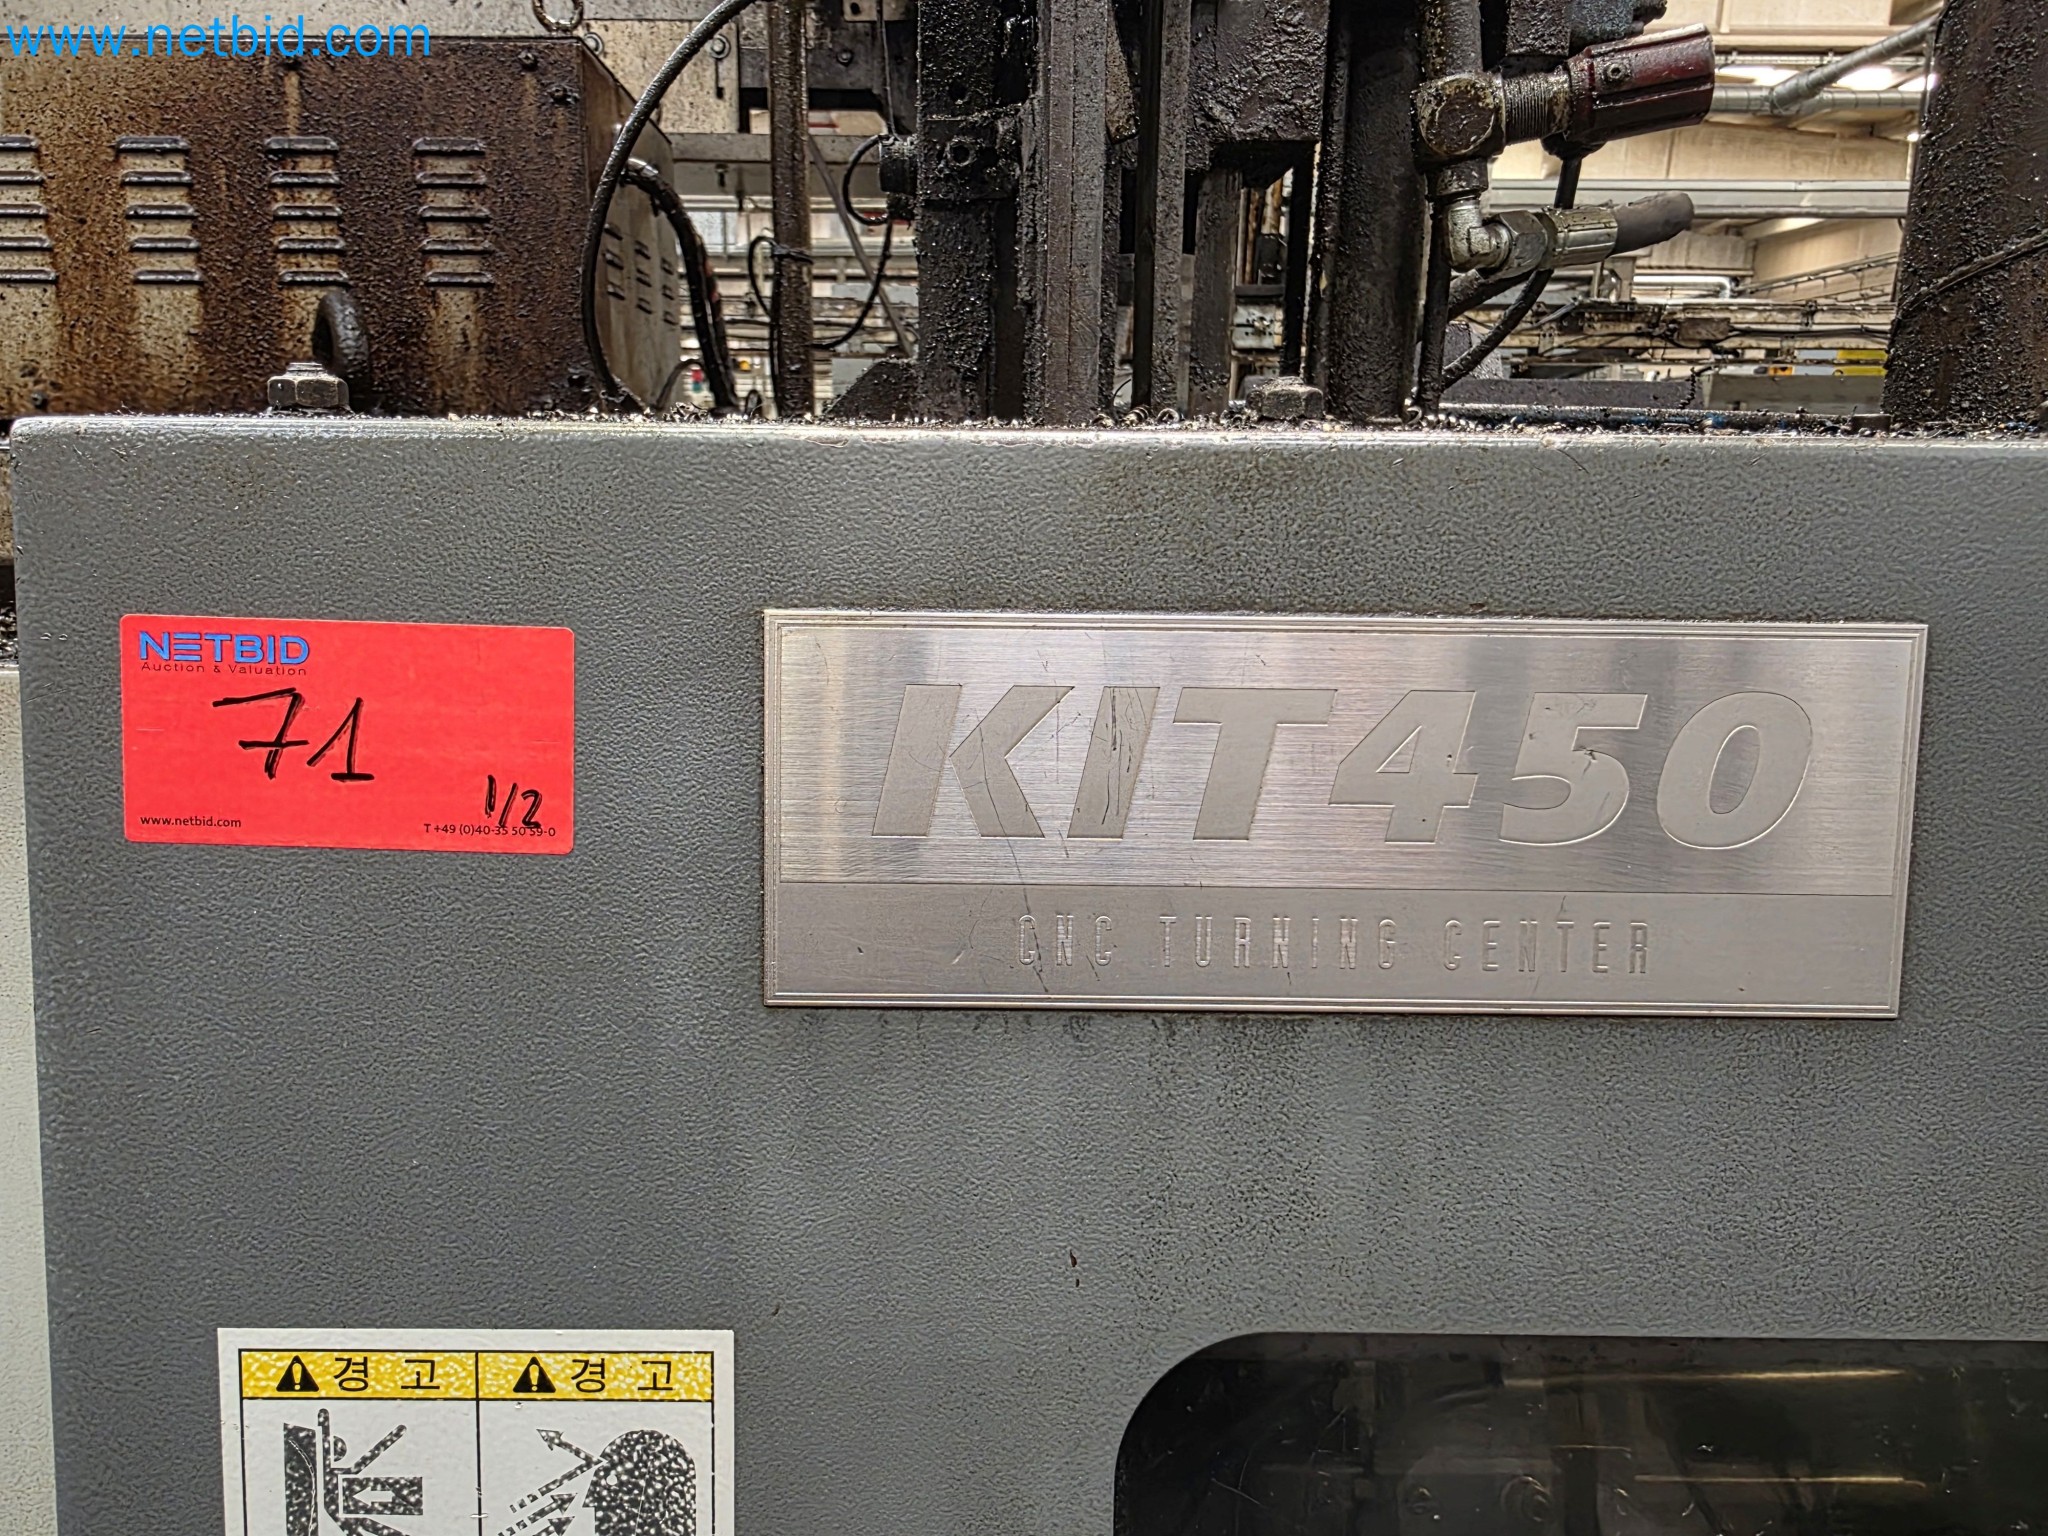 www.netbid.com
NETBID
Auction & Valuation
71
1/2
www.netbid.com
T +49 (0)40-35 50 59-0
KIT450
CNC TURNING CENTER
경고
경고